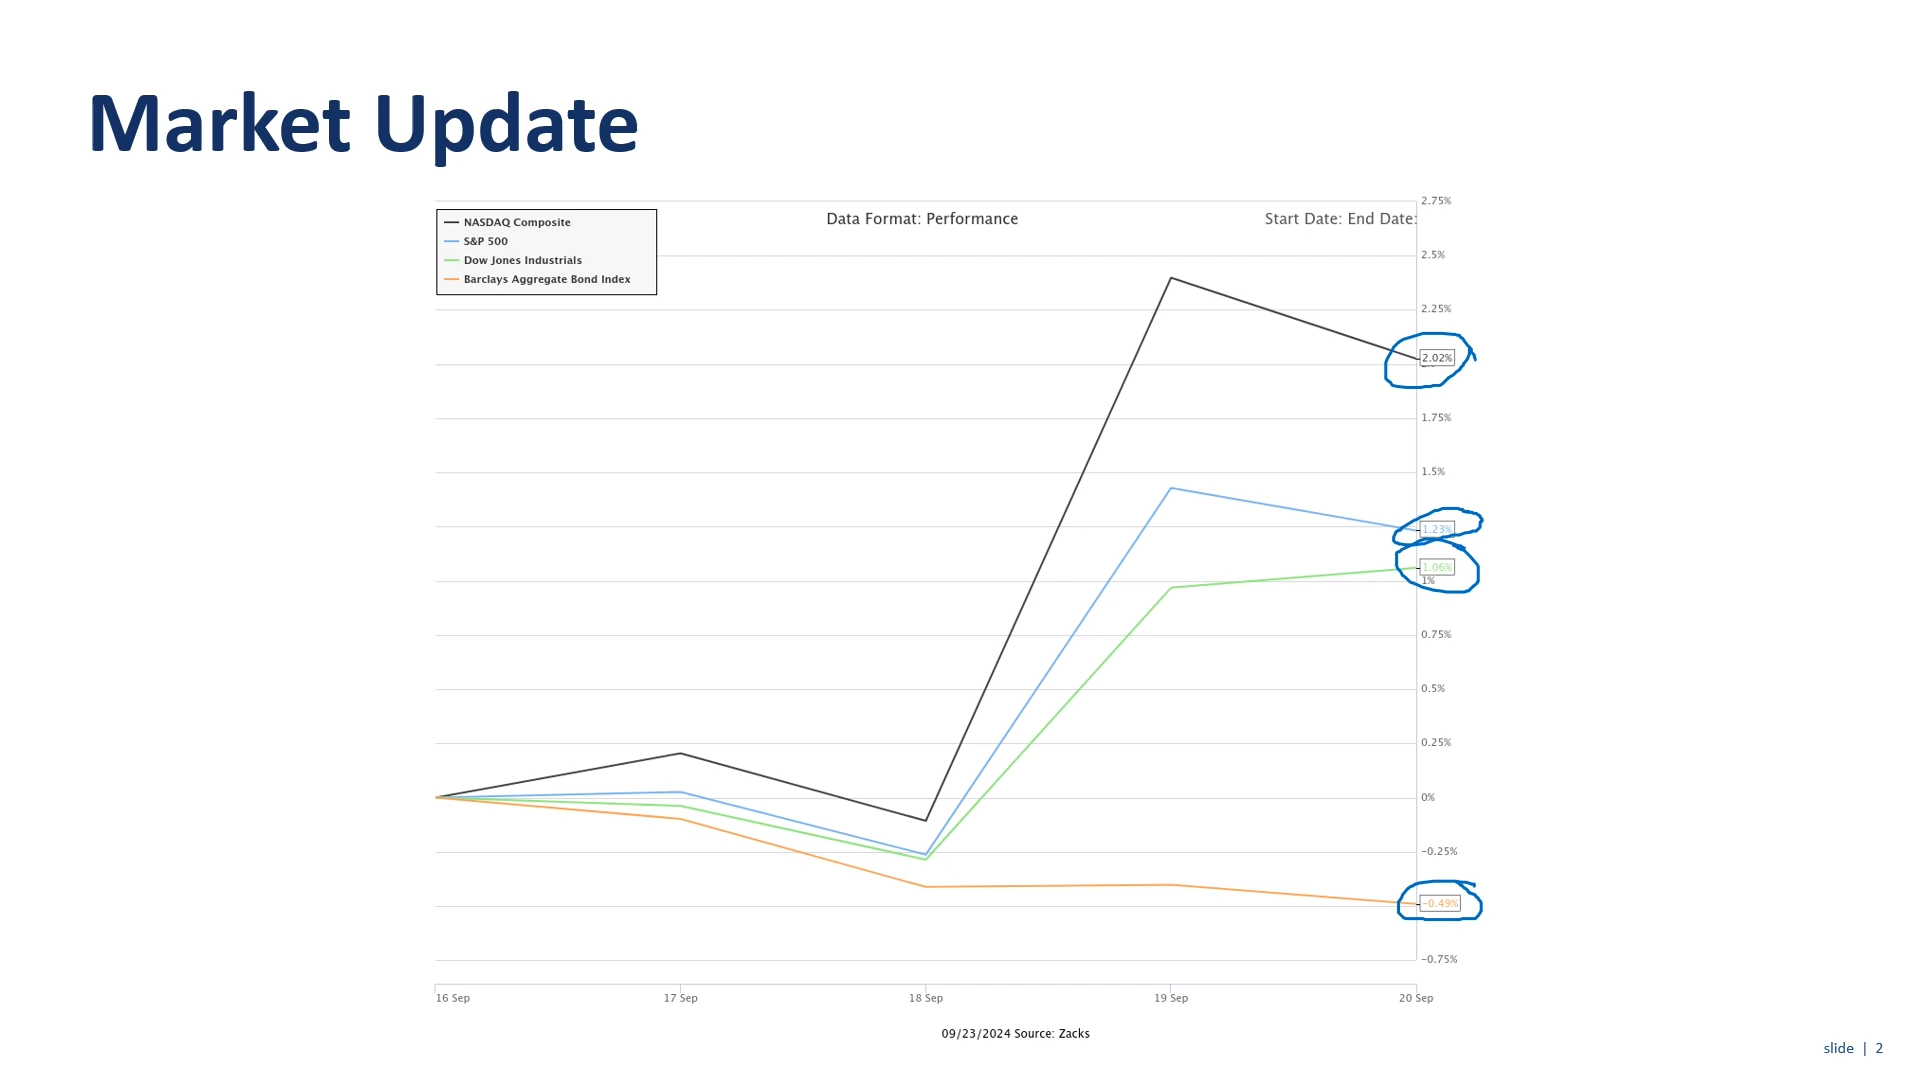 Market Update
NASDAQ Composite
S&P 500
Dow Jones Industrials
Barclays Aggregate Bond Index
Data Format: Performance
Start Date: End Date:
2.75%
2.5%
2.25%
2.02%
1.75%
1.5%
1.23%
1.06%
1%
0.75%
0.5%
0.25%
0%
-0.25%
-0.49%
-0.75%
16 Sep
17 Sep
18 Sep
19 Sep
20 Sep
09/23/2024 Source: Zacks
slide | 2